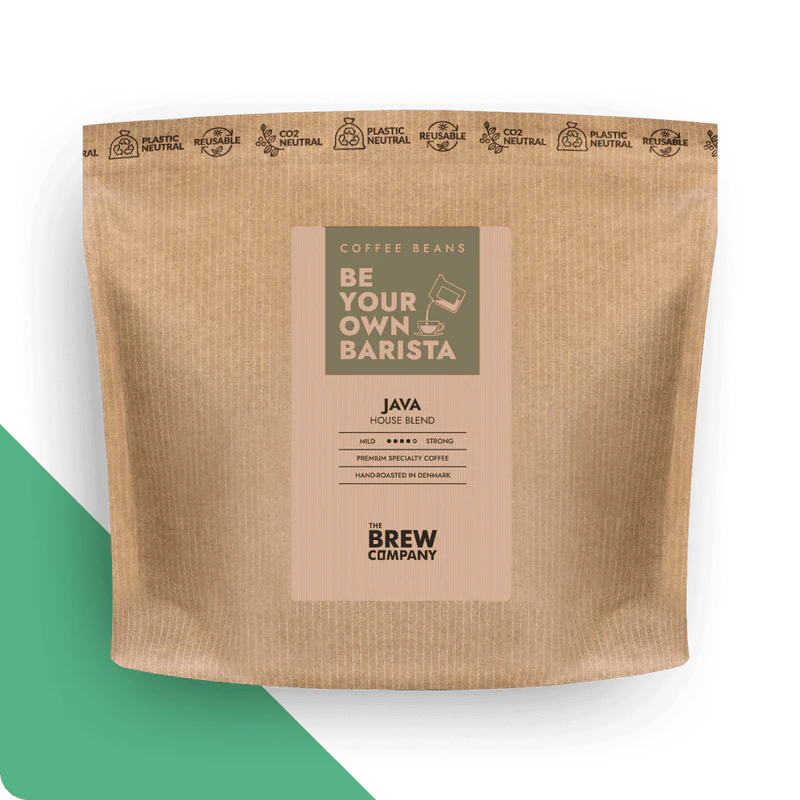 RAL PLASTIC NEUTRAL REUSABLE CO2 NEUTRAL PLASTIC NEUTRAL REUSABLE CO2 NEUTRAL PLASTIC NEUTRAL REUSABLE
COFFEE BEANS
BE
YOUR
OWN
BARISTA
JAVA
HOUSE BLEND
MILD STRONG
PREMIUM SPECIALTY COFFEE
HAND-ROASTED IN DENMARK
THE
BREW
COMPANY